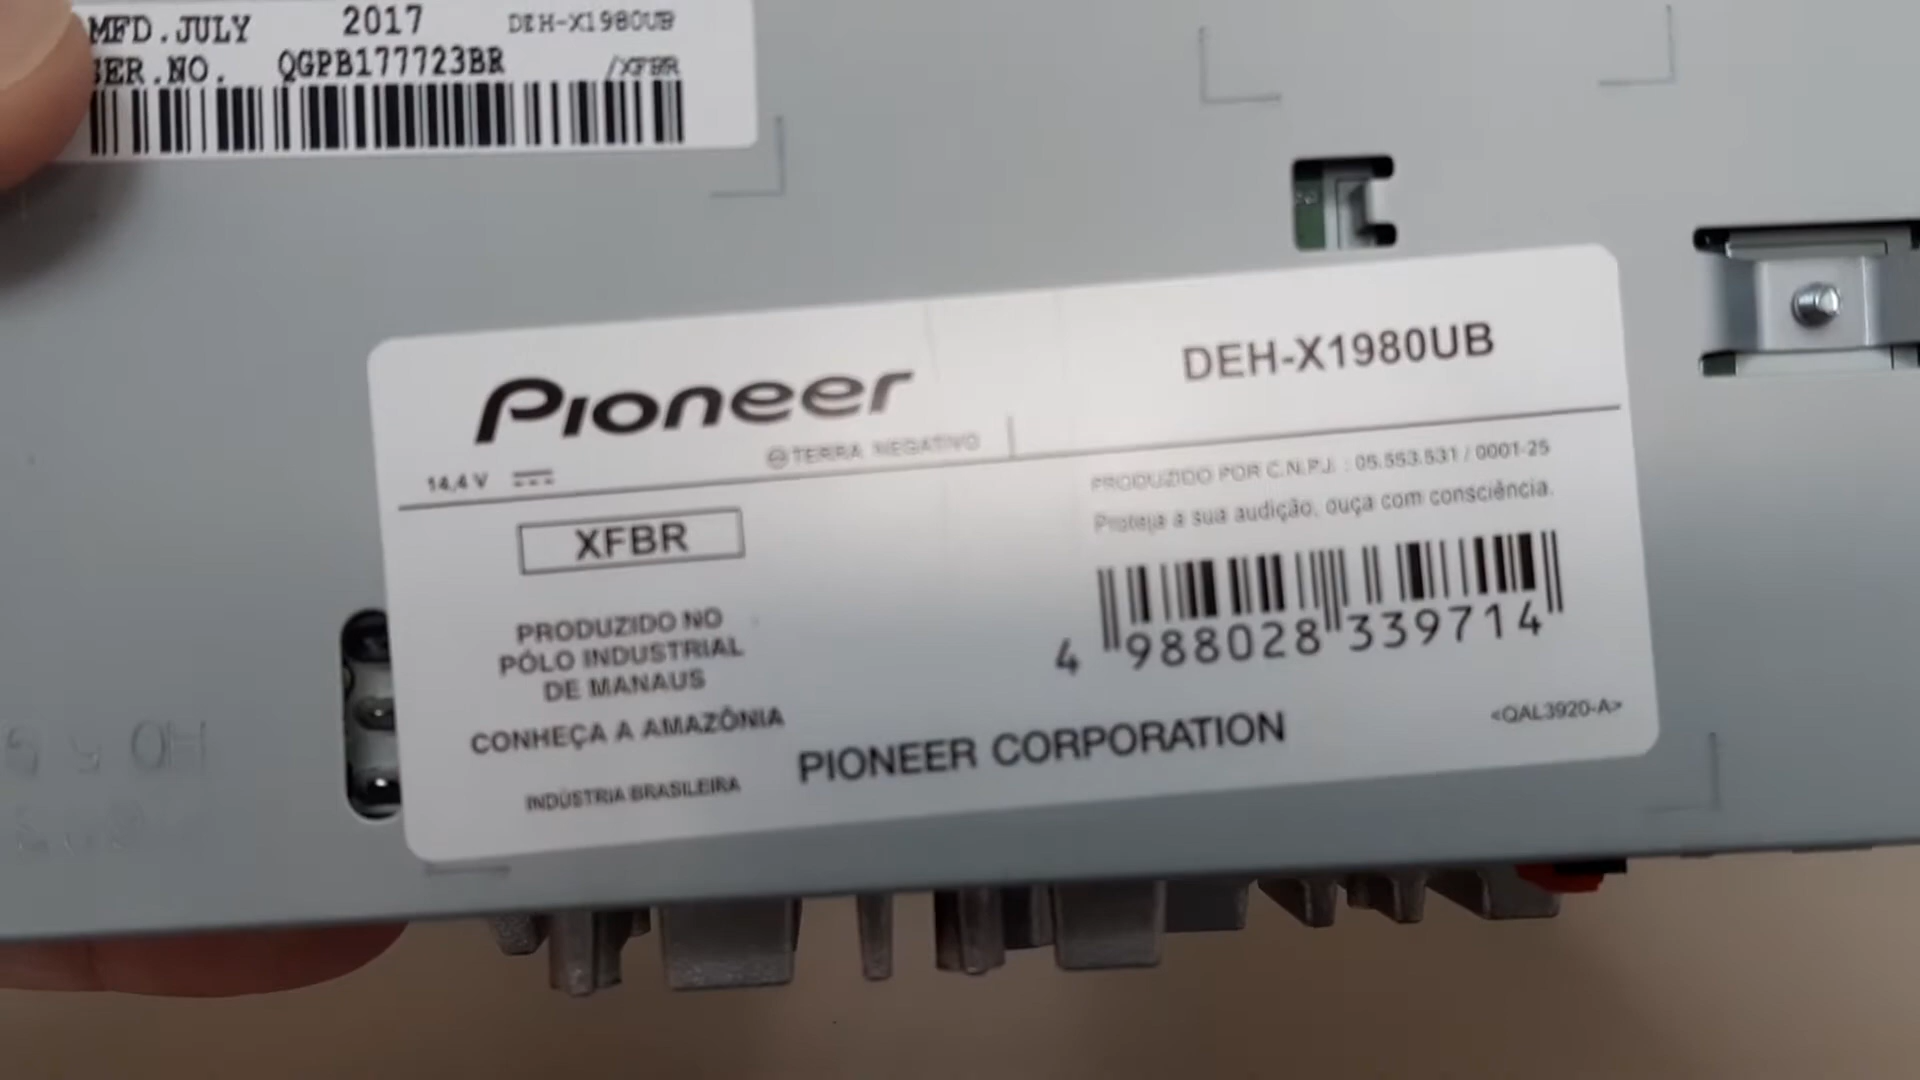 MFD.JULY 2017 DEH-X1980UB
SER.NO. QGPB177723BR /XFBR
Pioneer
DEH-X1980UB
14,4 V
TERRA NEGATIVO
PRODUZIDO POR C.N.P.J. : 05.553.531 / 0001-25
Proteja a sua audição, ouça com consciência.
XFBR
PRODUZIDO NO
PÓLO INDUSTRIAL
DE MANAUS
CONHEÇA A AMAZÔNIA
INDÚSTRIA BRASILEIRA
4 988028 339714
PIONEER CORPORATION
<QAL3920-A>